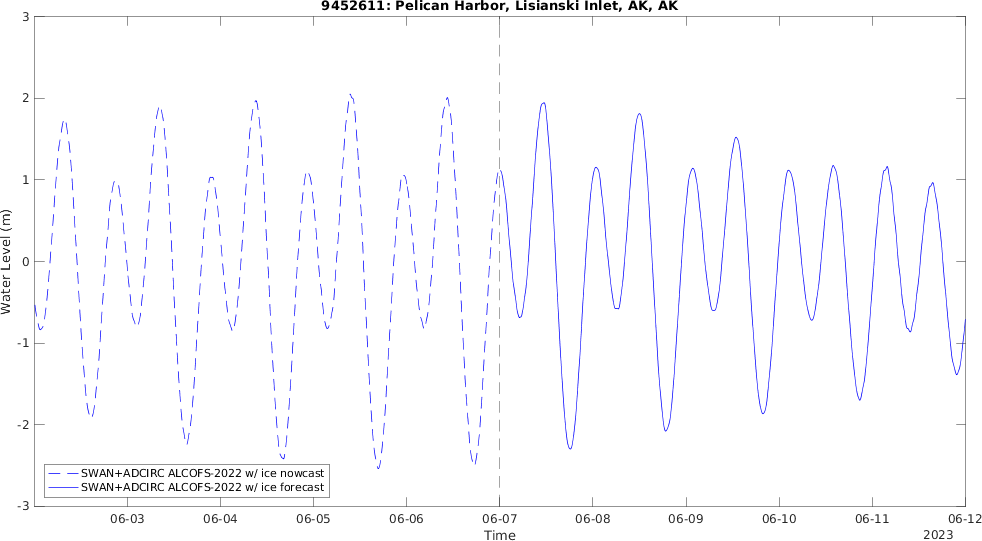 9452611: Pelican Harbor, Lisianski Inlet, AK, AK
3
2
1
0
-1
-2
-3
Water Level (m)
SWAN+ADCIRC ALCOFS-2022 w/ ice nowcast
SWAN+ADCIRC ALCOFS-2022 w/ ice forecast
06-03 06-04 06-05 06-06 06-07 06-08 06-09 06-10 06-11 06-12
Time
2023